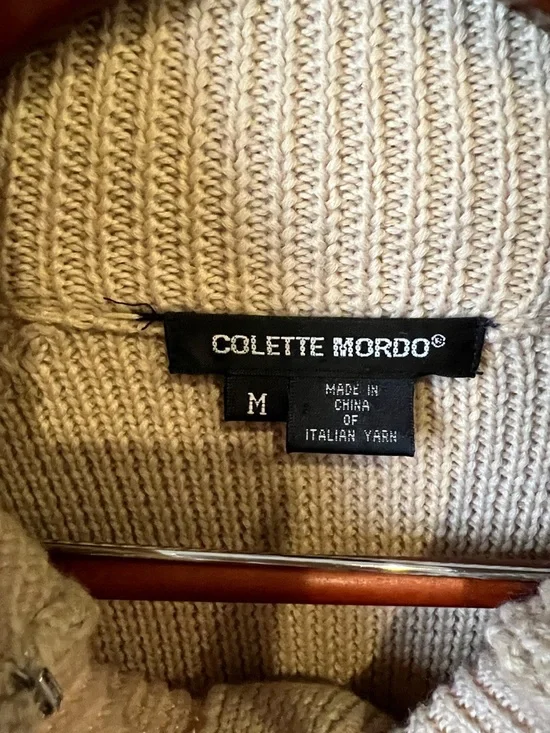 COLETTE MORDO®
M
MADE IN
CHINA
OF
ITALIAN YARN